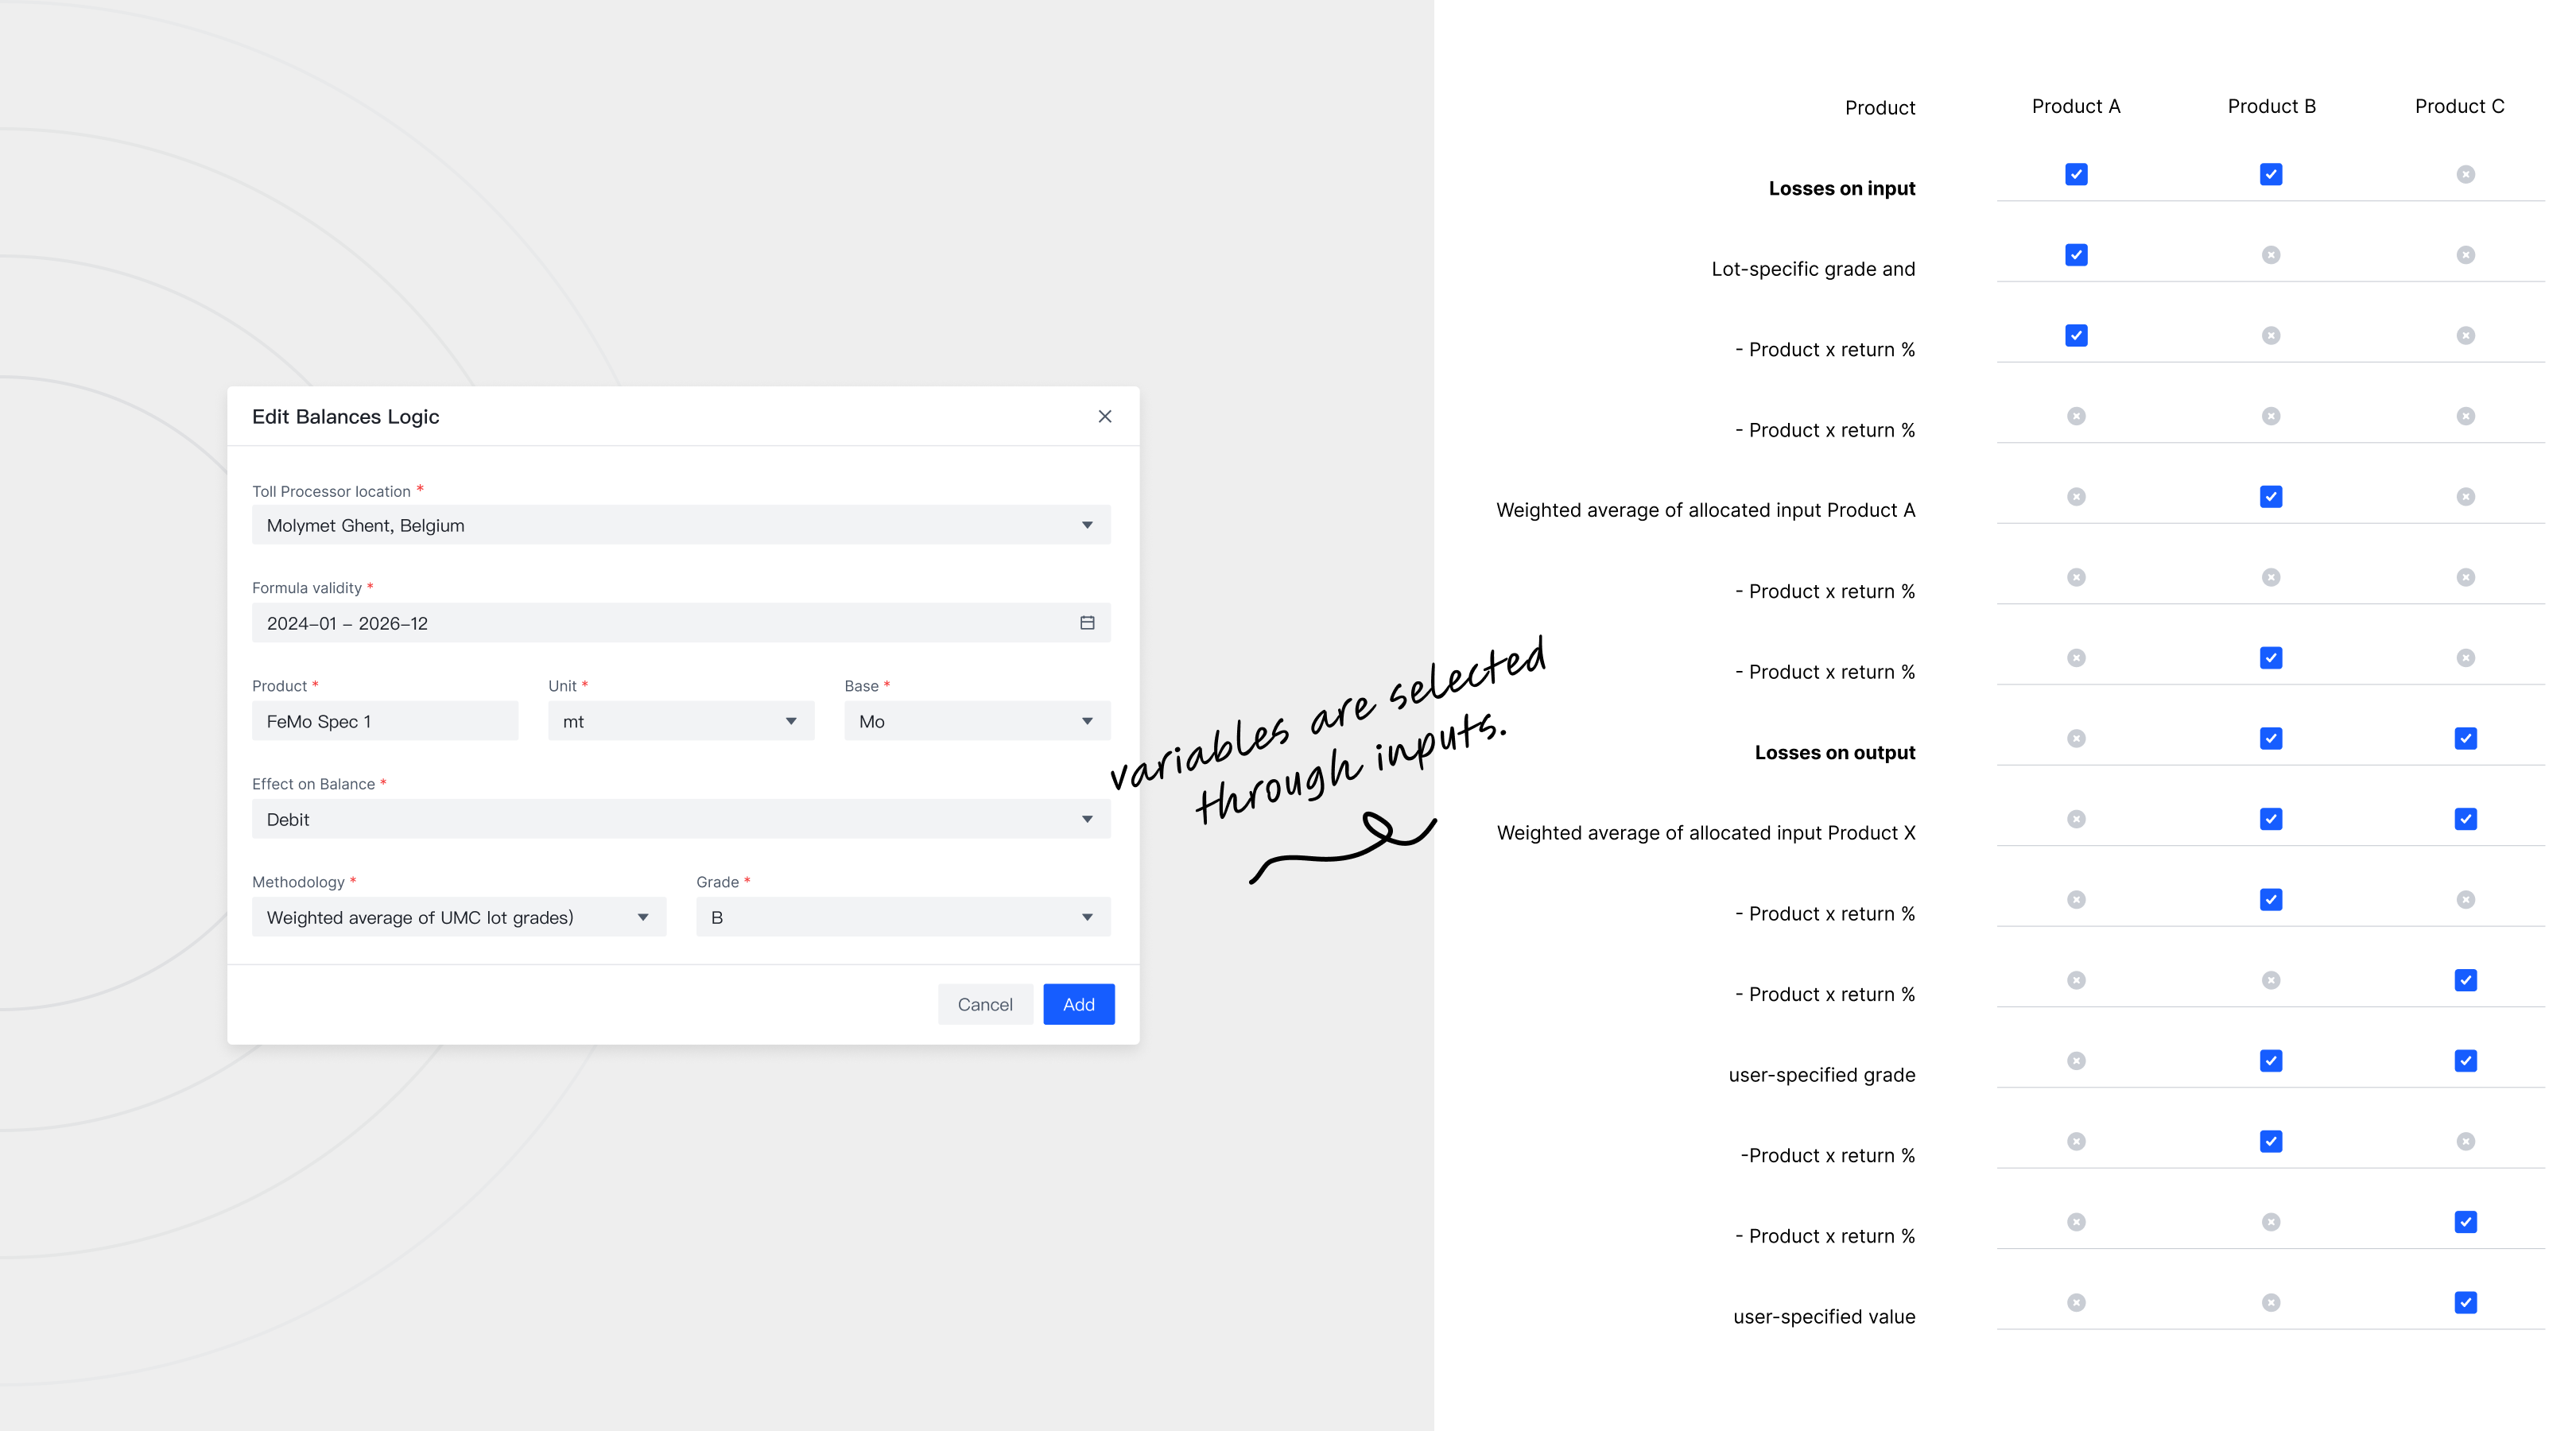 Edit Balances Logic
Toll Processor location *
Molymet Ghent, Belgium
Formula validity *
2024–01 – 2026–12
Product * Unit * Base *
FeMo Spec 1 mt Mo
Effect on Balance *
Debit
Methodology * Grade *
Weighted average of UMC lot grades) B
Cancel Add
variables are selected
through inputs.
Product Product A Product B Product C
Losses on input
Lot-specific grade and
- Product x return %
- Product x return %
Weighted average of allocated input Product A
- Product x return %
- Product x return %
Losses on output
Weighted average of allocated input Product X
- Product x return %
- Product x return %
user-specified grade
-Product x return %
- Product x return %
user-specified value